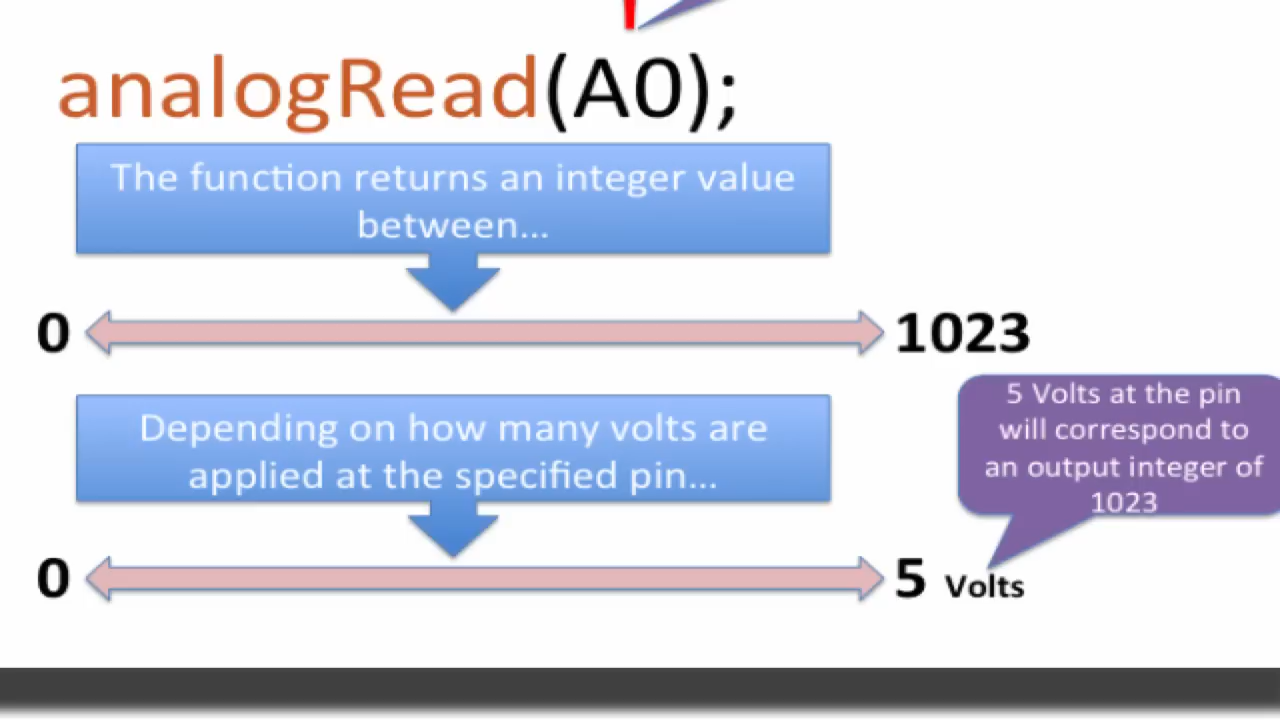 analogRead(A0);
The function returns an integer value
between...
0
1023
Depending on how many volts are
applied at the specified pin...
5 Volts at the pin
will correspond to
an output integer of
1023
0
5 Volts